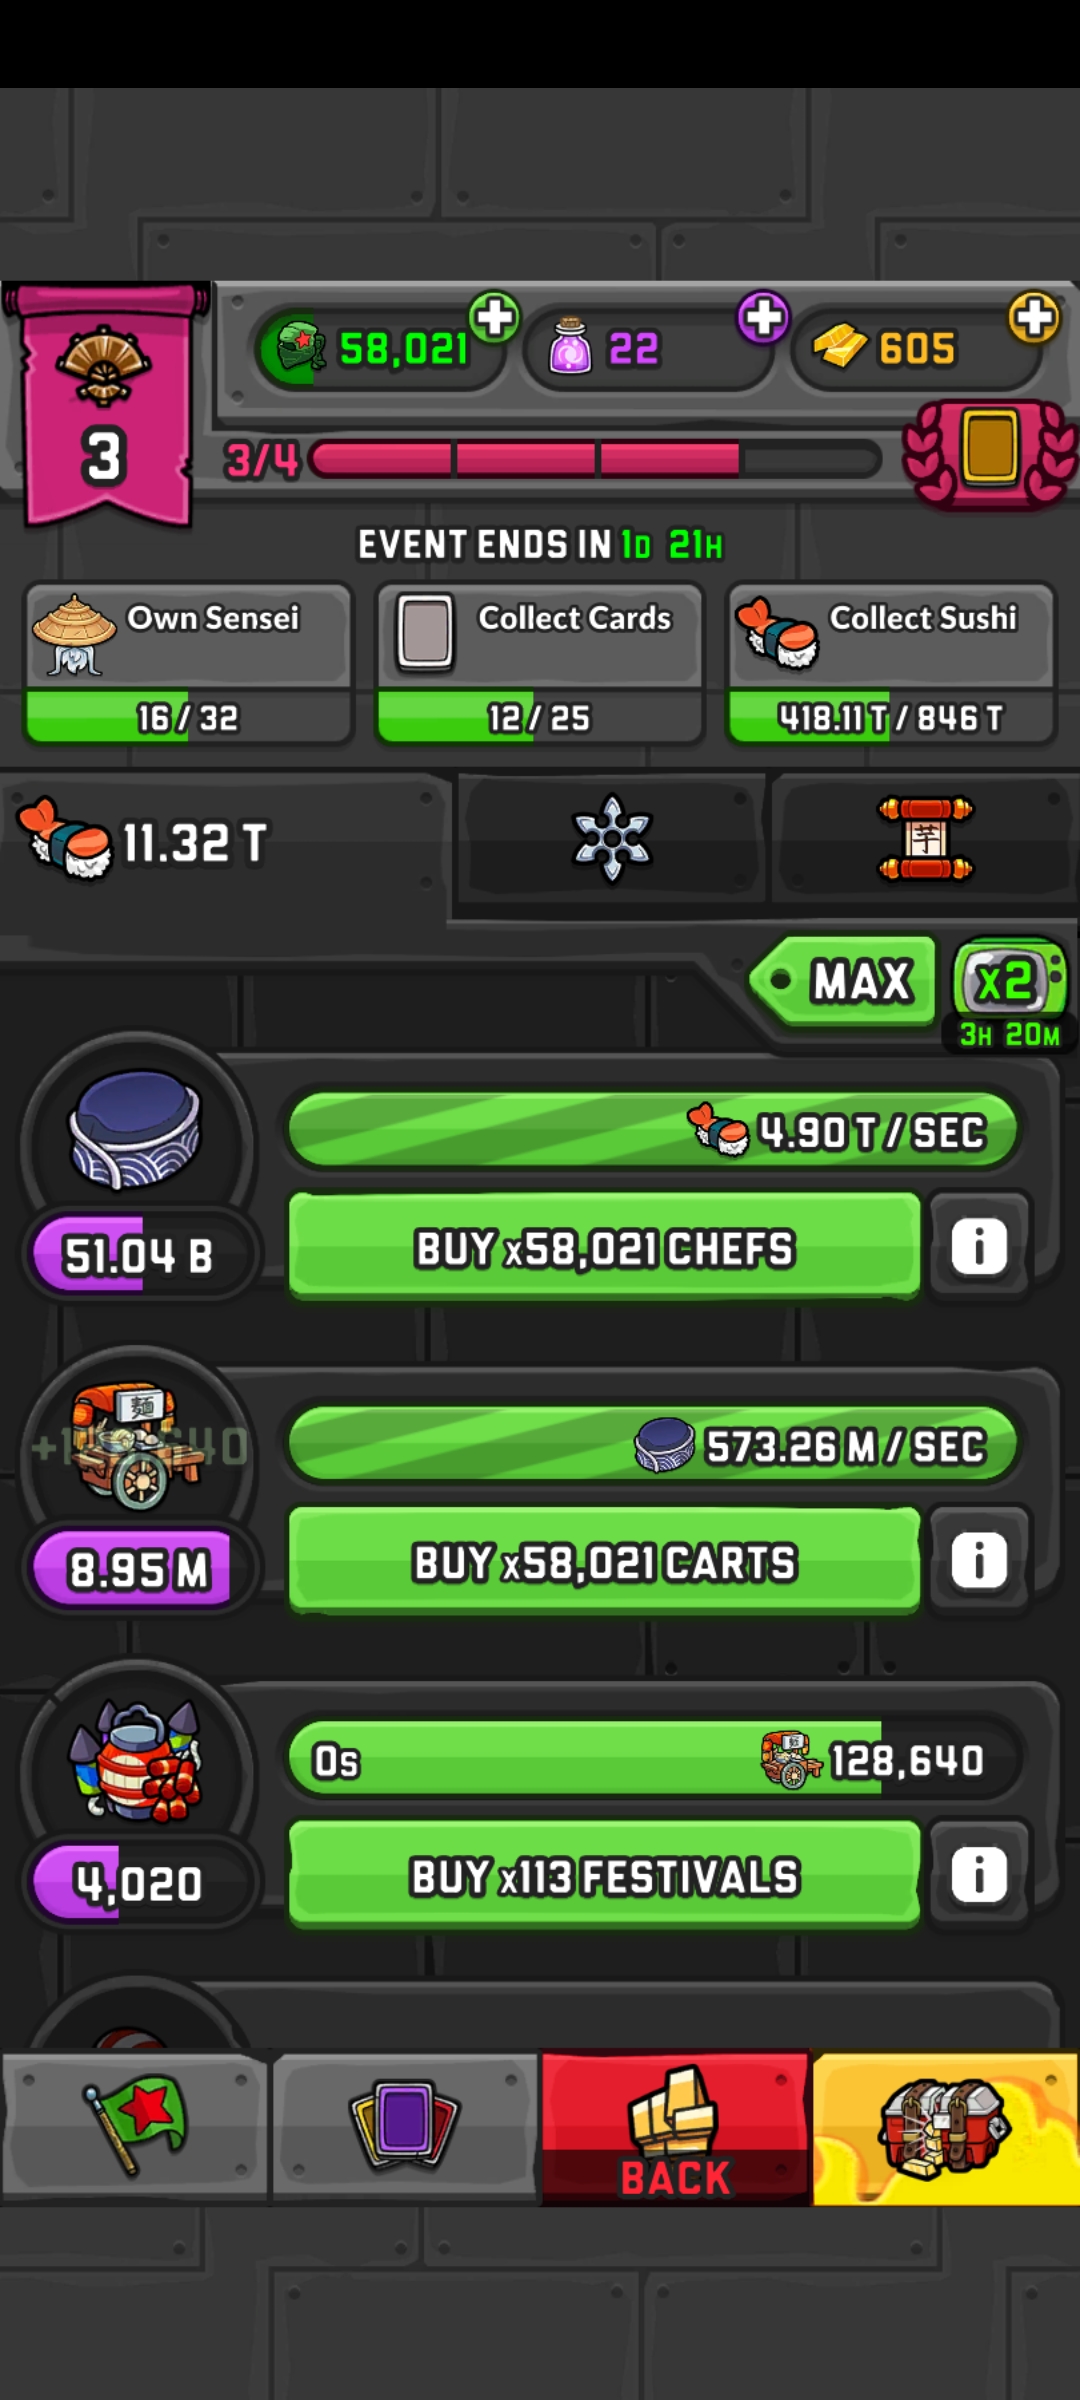 58,021
22
605
3
3/4
EVENT ENDS IN 1D 21H
Own Sensei
Collect Cards
Collect Sushi
16 / 32
12 / 25
418.11 T / 846 T
11.32 T
芋
MAX
x2
3H 20M
4.90 T / SEC
51.04 B
BUY x58,021 CHEFS
i
麺
573.26 M / SEC
8.95 M
BUY x58,021 CARTS
i
0s
128,640
4,020
BUY x113 FESTIVALS
i
BACK